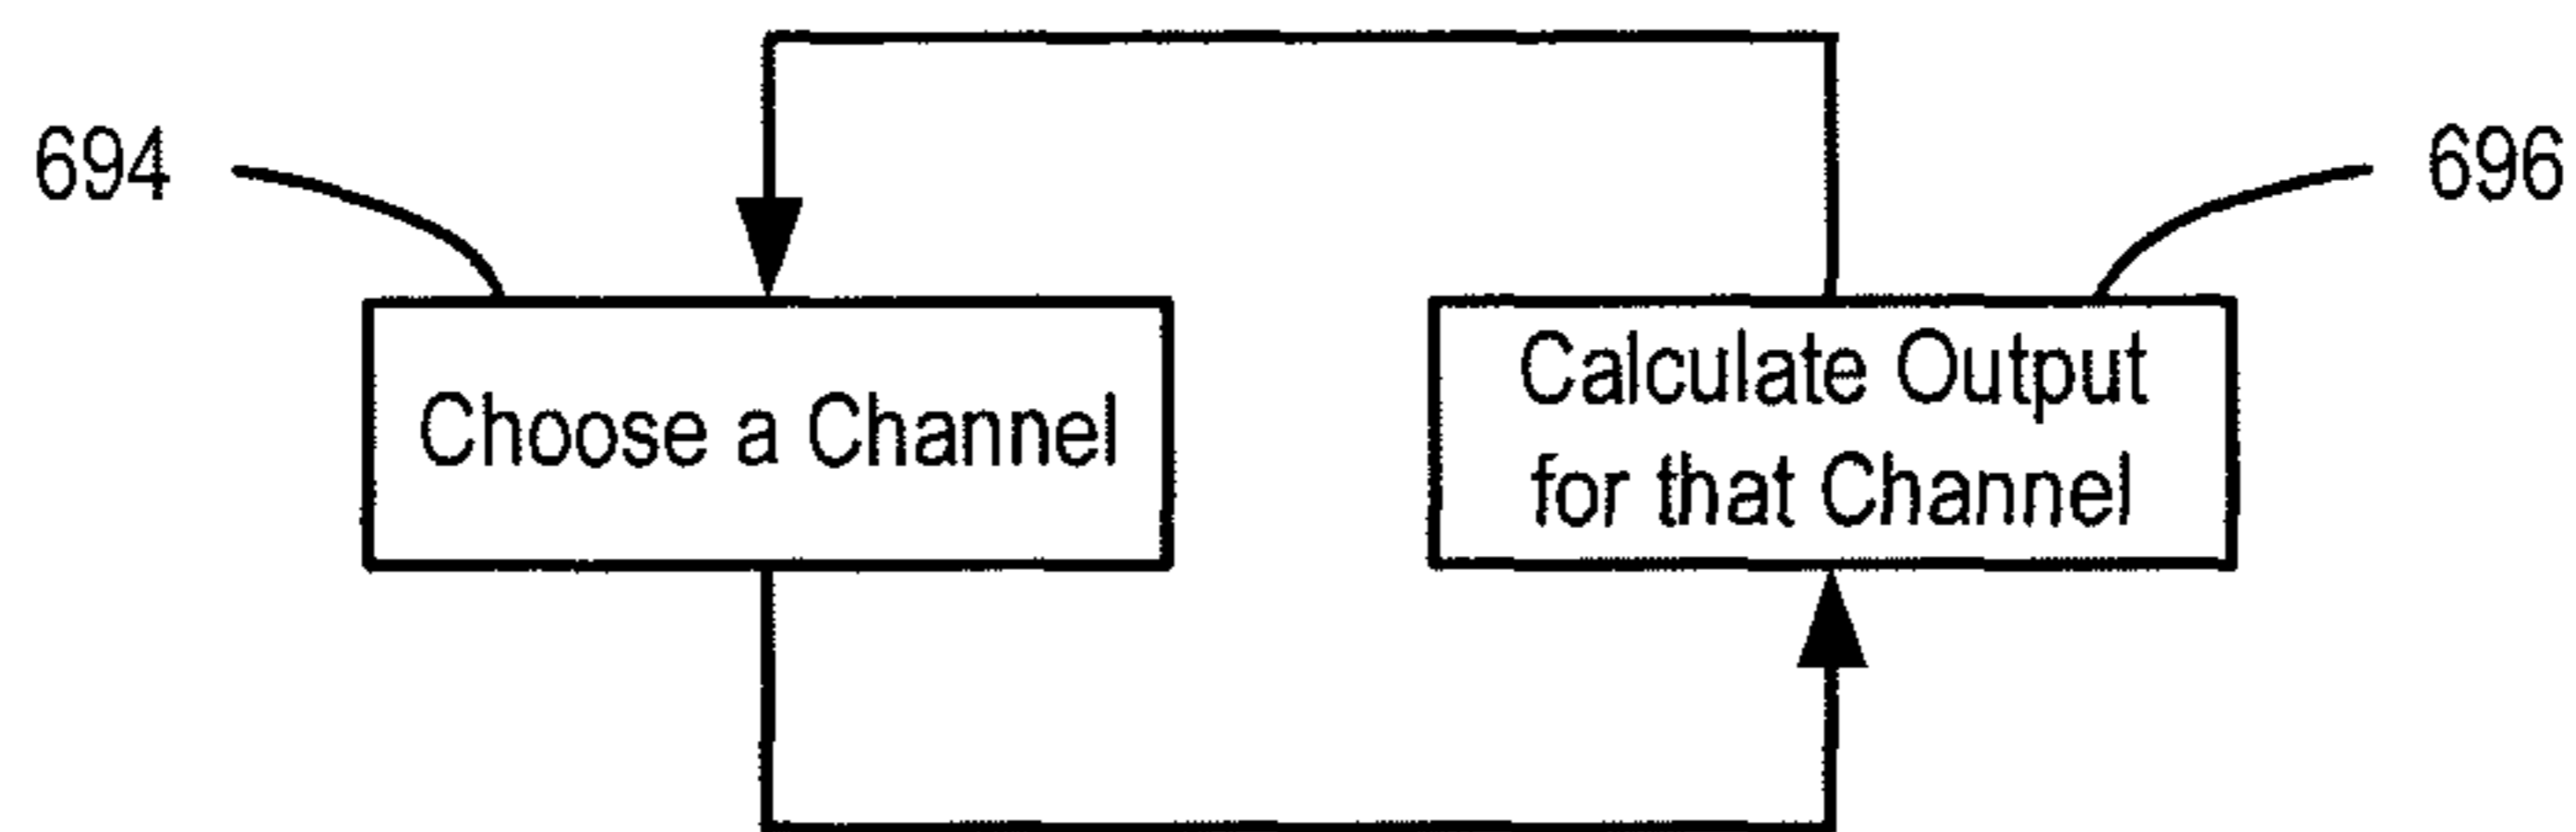 694
696
Choose a Channel
Calculate Output
for that Channel